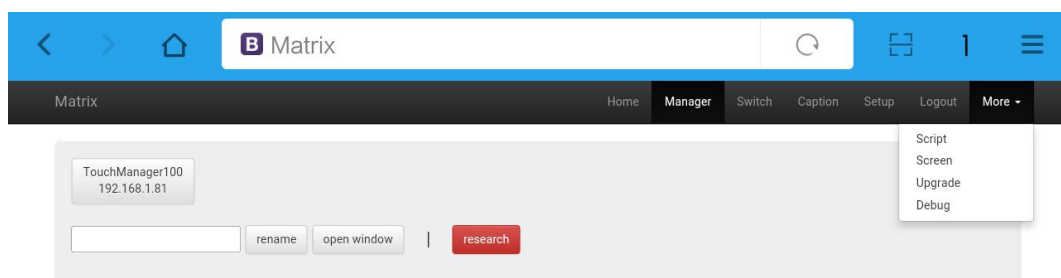 B Matrix 1
Matrix Home Manager Switch Caption Setup Logout More
Script
Screen
Upgrade
Debug
TouchManager100
192.168.1.81
rename open window | research